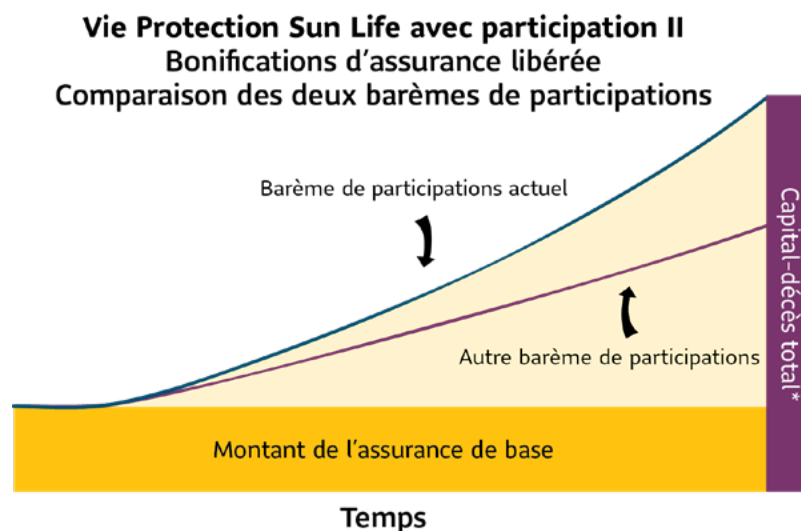 Vie Protection Sun Life avec participation II
Bonifications d'assurance libérée
Comparaison des deux barèmes de participations
Barème de participations actuel
Autre barème de participations
Capital-décès total*
Montant de l'assurance de base
Temps